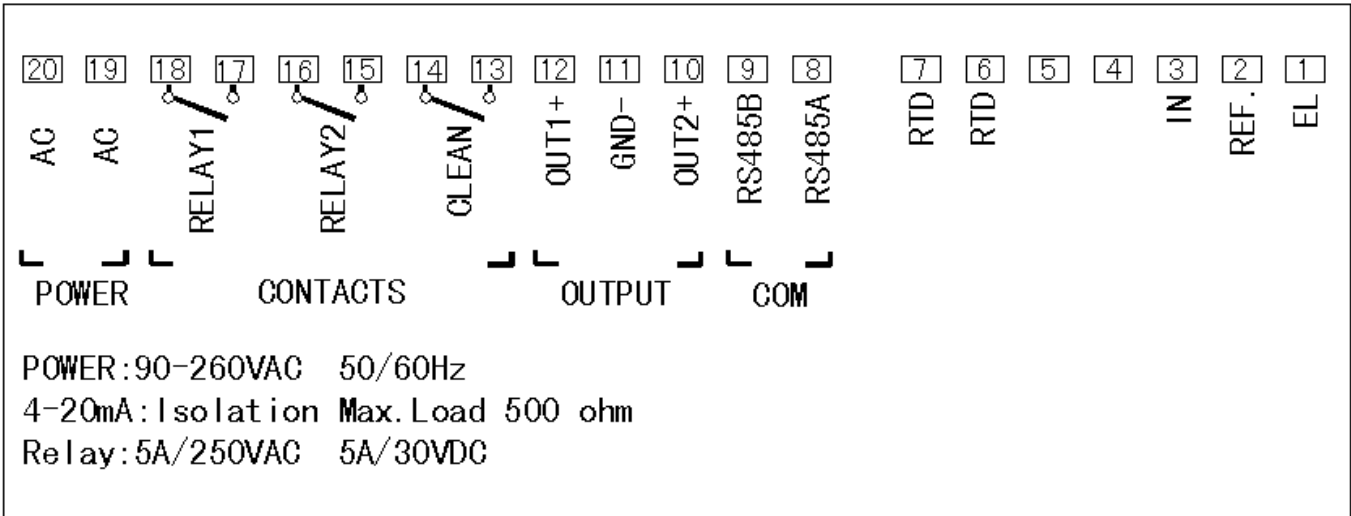 20 19 18 17 16 15 14 13 12 11 10 9 8 7 6 5 4 3 2 1
AC
AC
RELAY1
RELAY2
CLEAN
OUT1+
GND-
OUT2+
RS485B
RS485A
RTD
RTD
IN
REF.
EL
POWER CONTACTS OUTPUT COM
POWER:90-260VAC 50/60Hz
4-20mA:Isolation Max.Load 500 ohm
Relay:5A/250VAC 5A/30VDC